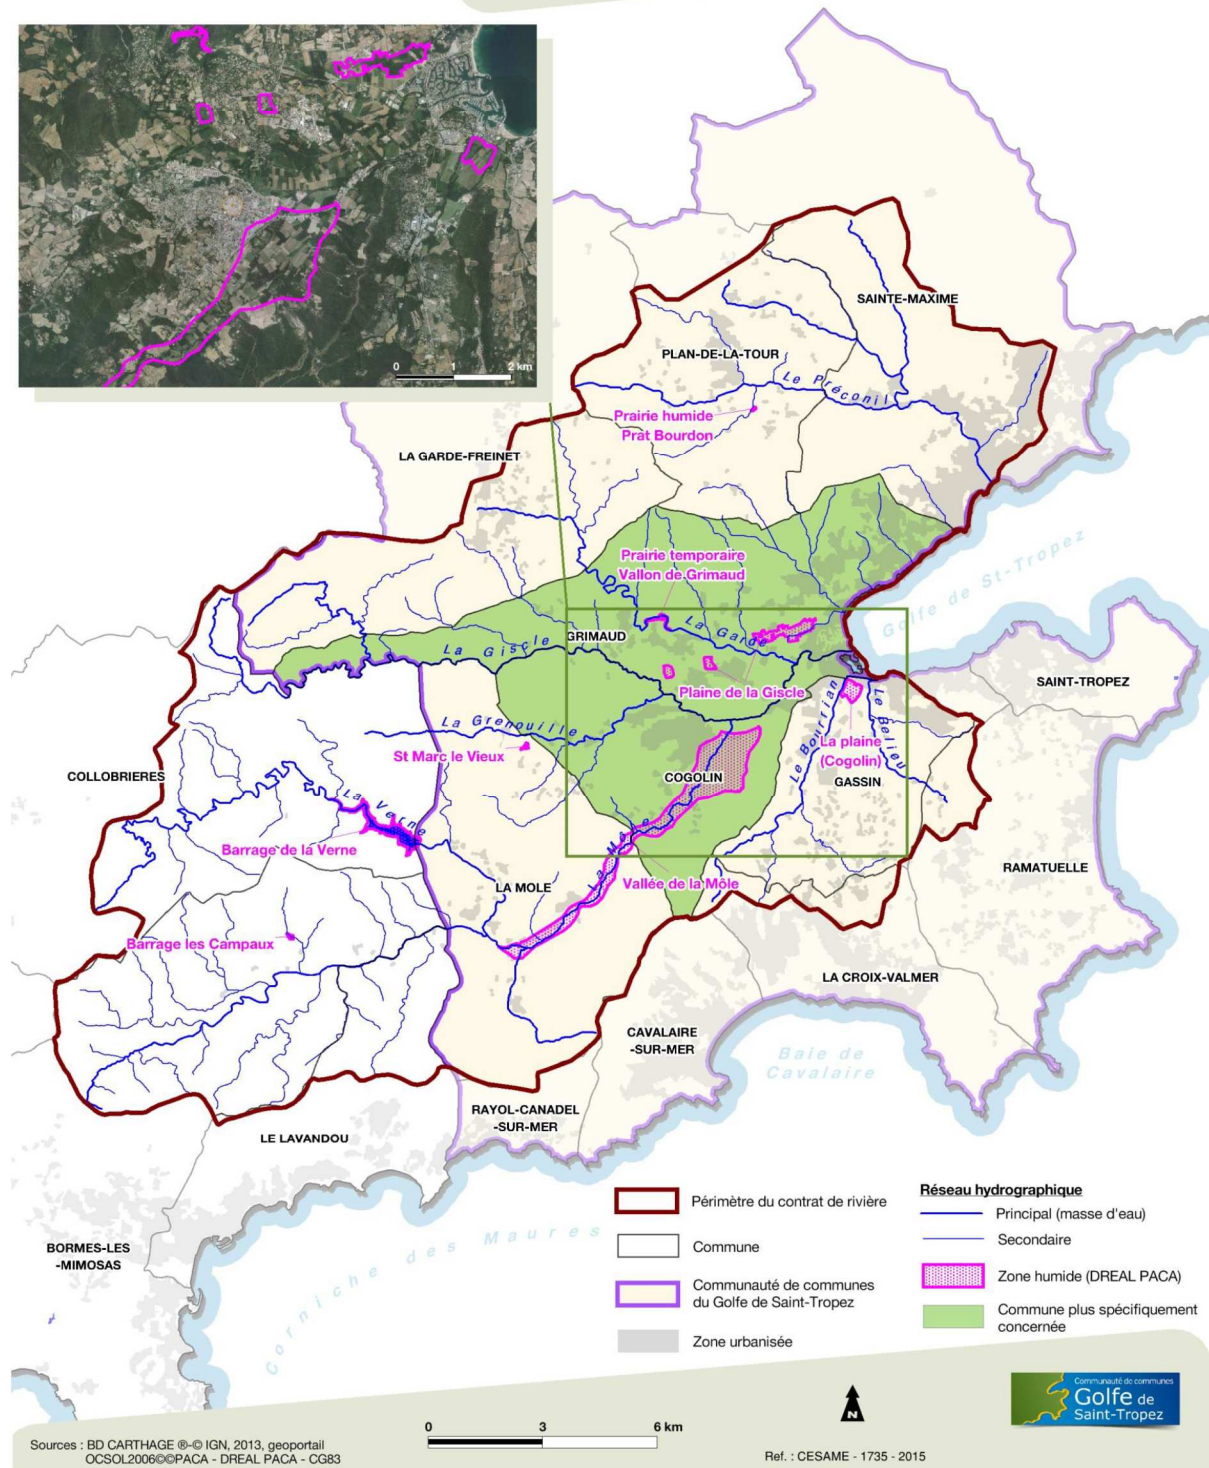 0 1 2 km
SAINTE-MAXIME
PLAN-DE-LA-TOUR
Le Préconil
Prairie humide
Prat Bourdon
LA GARDE-FREINET
Prairie temporaire
Vallon de Grimaud
Golfe de St-Tropez
GRIMAUD
La Garde
La Giscle
SAINT-TROPEZ
Plaine de la Giscle
La Grenouille
Le Bourrian
Le Bélieu
La plaine
(Cogolin)
St Marc le Vieux
COLLOBRIERES
COGOLIN
GASSIN
La Verne
Barrage de la Verne
La Mole
RAMATUELLE
LA MOLE
Vallée de la Môle
Barrage les Campaux
LA CROIX-VALMER
CAVALAIRE
-SUR-MER
Baie de
Cavalaire
RAYOL-CANADEL
-SUR-MER
LE LAVANDOU
BORMES-LES
-MIMOSAS
Corniche des Maures
Périmètre du contrat de rivière
Commune
Communauté de communes
du Golfe de Saint-Tropez
Zone urbanisée
Réseau hydrographique
Principal (masse d'eau)
Secondaire
Zone humide (DREAL PACA)
Commune plus spécifiquement
concernée
Communauté de communes
Golfe de
Saint-Tropez
0 3 6 km
N
Sources : BD CARTHAGE ®-© IGN, 2013, geoportail
OCSOL2006©©PACA - DREAL PACA - CG83
Ref. : CESAME - 1735 - 2015